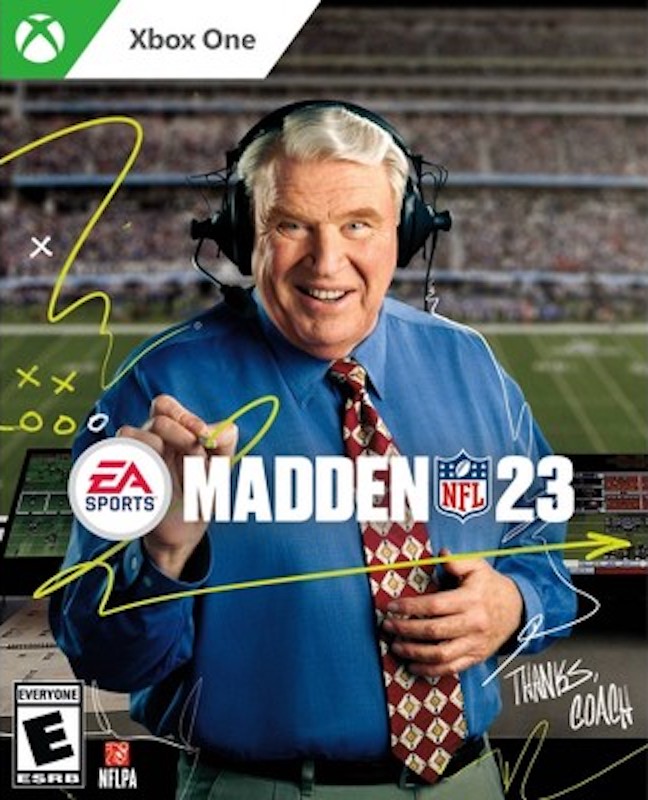 Xbox One
x
x x
o o o
EA
SPORTS
MADDEN NFL 23
THANKS,
COACH
EVERYONE
E
ESRB
NFLPA